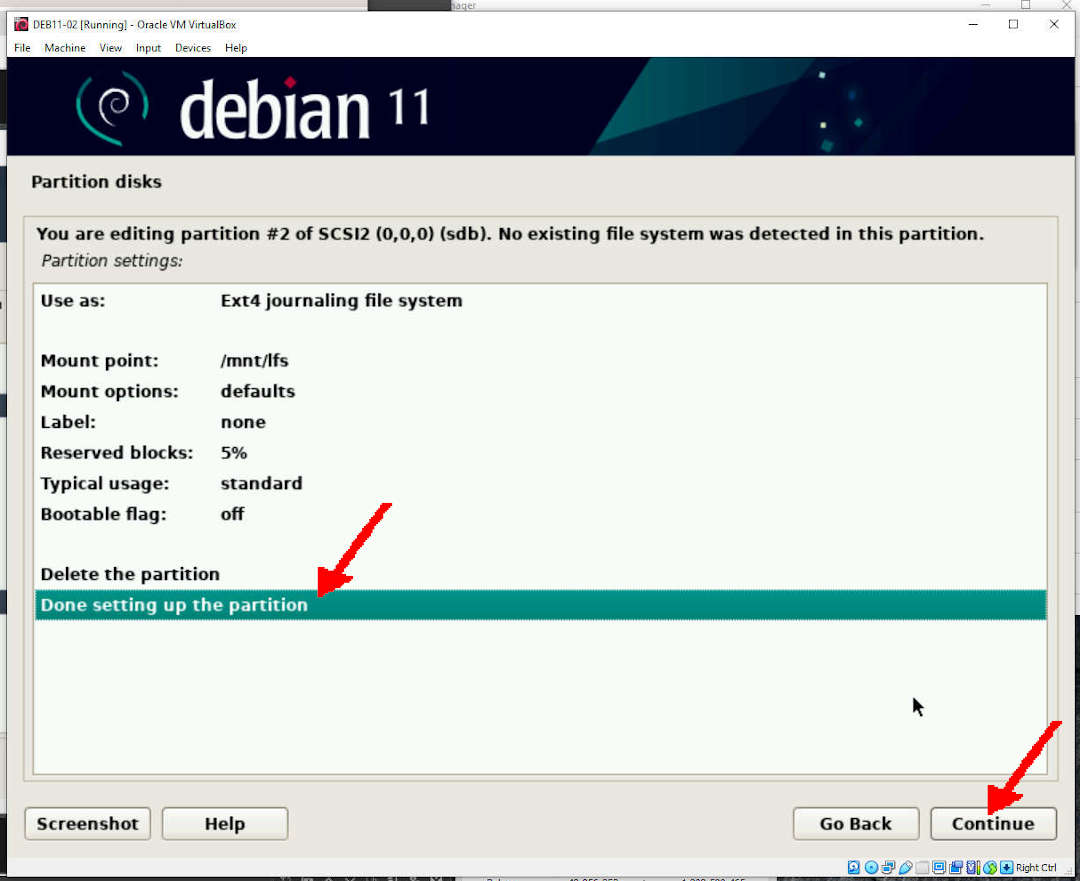 nager
DEB11-02 [Running] - Oracle VM VirtualBox
File Machine View Input Devices Help
debian 11
Partition disks
You are editing partition #2 of SCSI2 (0,0,0) (sdb). No existing file system was detected in this partition.
Partition settings:
Use as: Ext4 journaling file system
Mount point: /mnt/lfs
Mount options: defaults
Label: none
Reserved blocks: 5%
Typical usage: standard
Bootable flag: off
Delete the partition
Done setting up the partition
Screenshot Help Go Back Continue
Right Ctrl